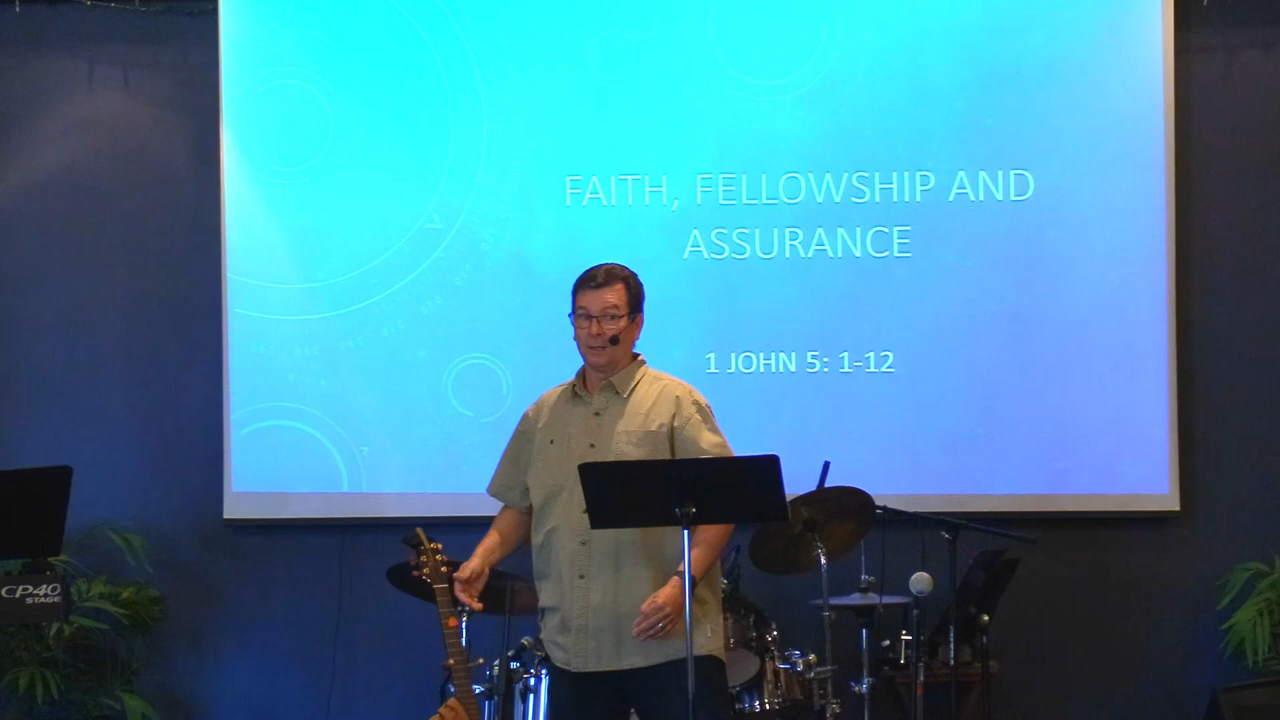 FAITH, FELLOWSHIP AND
ASSURANCE
1 JOHN 5: 1-12
CP40
STAGE